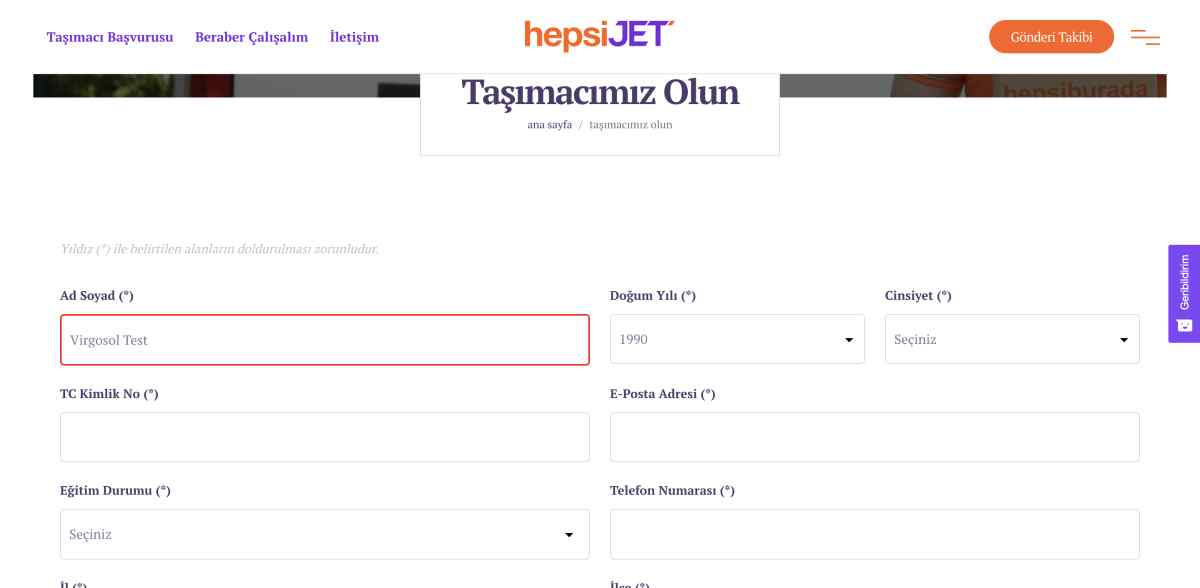 Taşımacı Başvurusu Beraber Çalışalım İletişim
hepsiJET
Gönderi Takibi
hepsiburada
Taşımacımız Olun
ana sayfa / taşımacımız olun
Yıldız (*) ile belirtilen alanların doldurulması zorunludur.
Geribildirim
Ad Soyad (*) Doğum Yılı (*) Cinsiyet (*)
Virgosol Test 1990 Seçiniz
TC Kimlik No (*) E-Posta Adresi (*)
Eğitim Durumu (*) Telefon Numarası (*)
Seçiniz
İl (*) İlçe (*)